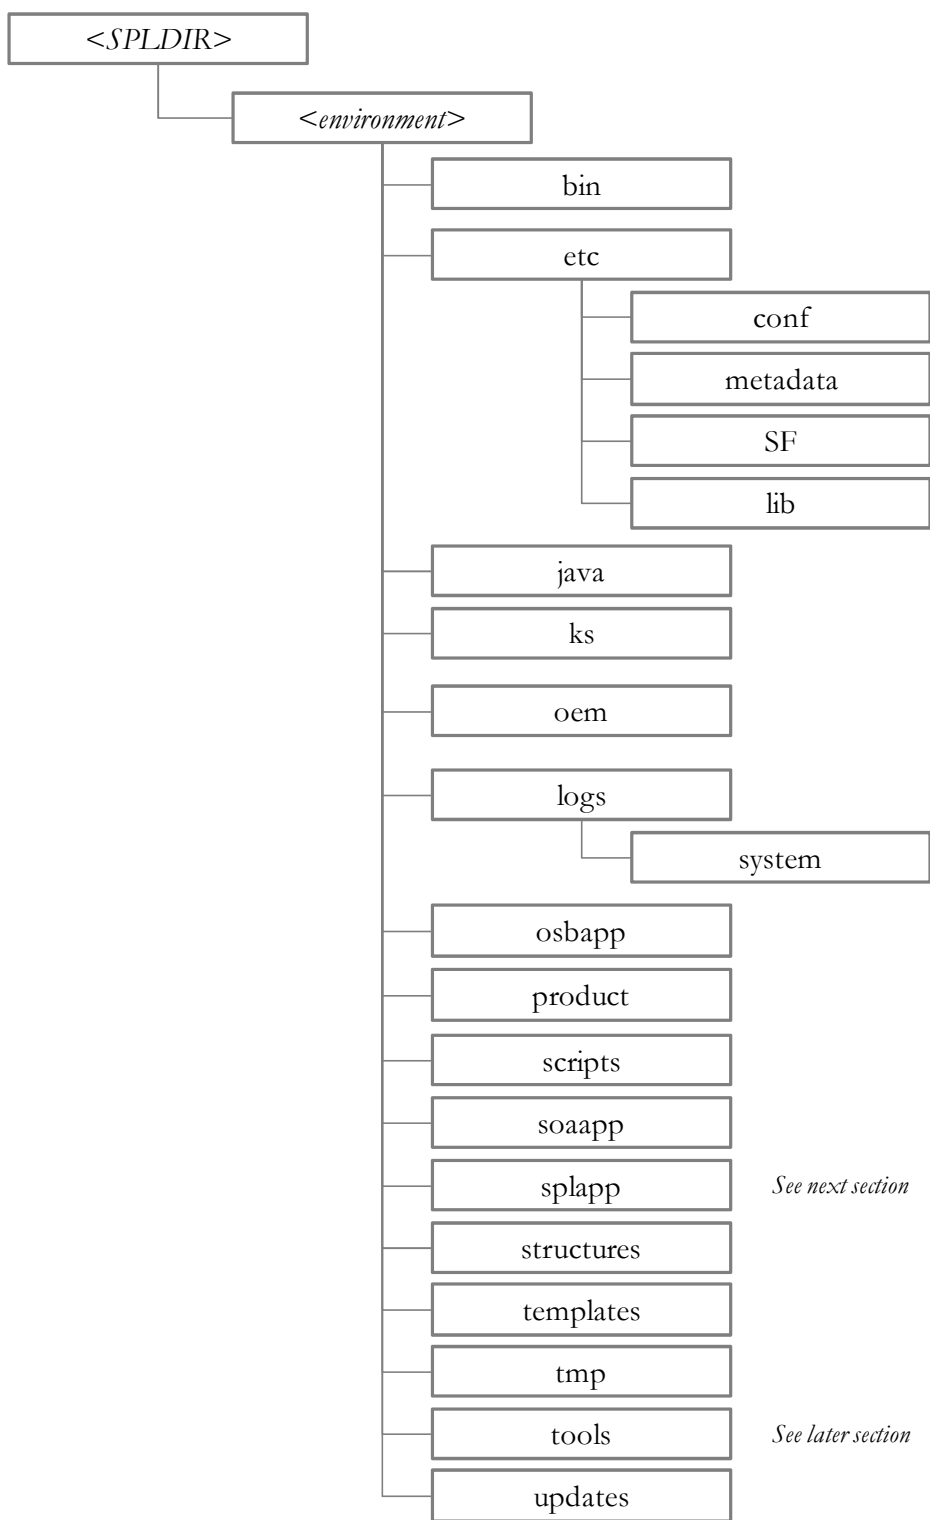 <SPLDIR>
<environment>
bin
etc
conf
metadata
SF
lib
java
ks
oem
logs
system
osbapp
product
scripts
soaapp
splapp
See next section
structures
templates
tmp
tools
See later section
updates